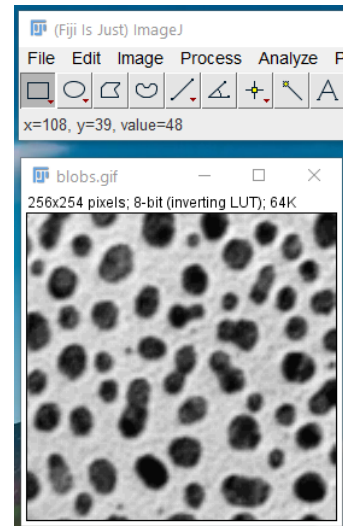 (Fiji Is Just) ImageJ
File Edit Image Process Analyze P
A
x=108, y=39, value=48
blobs.gif
256x254 pixels; 8-bit (inverting LUT); 64K